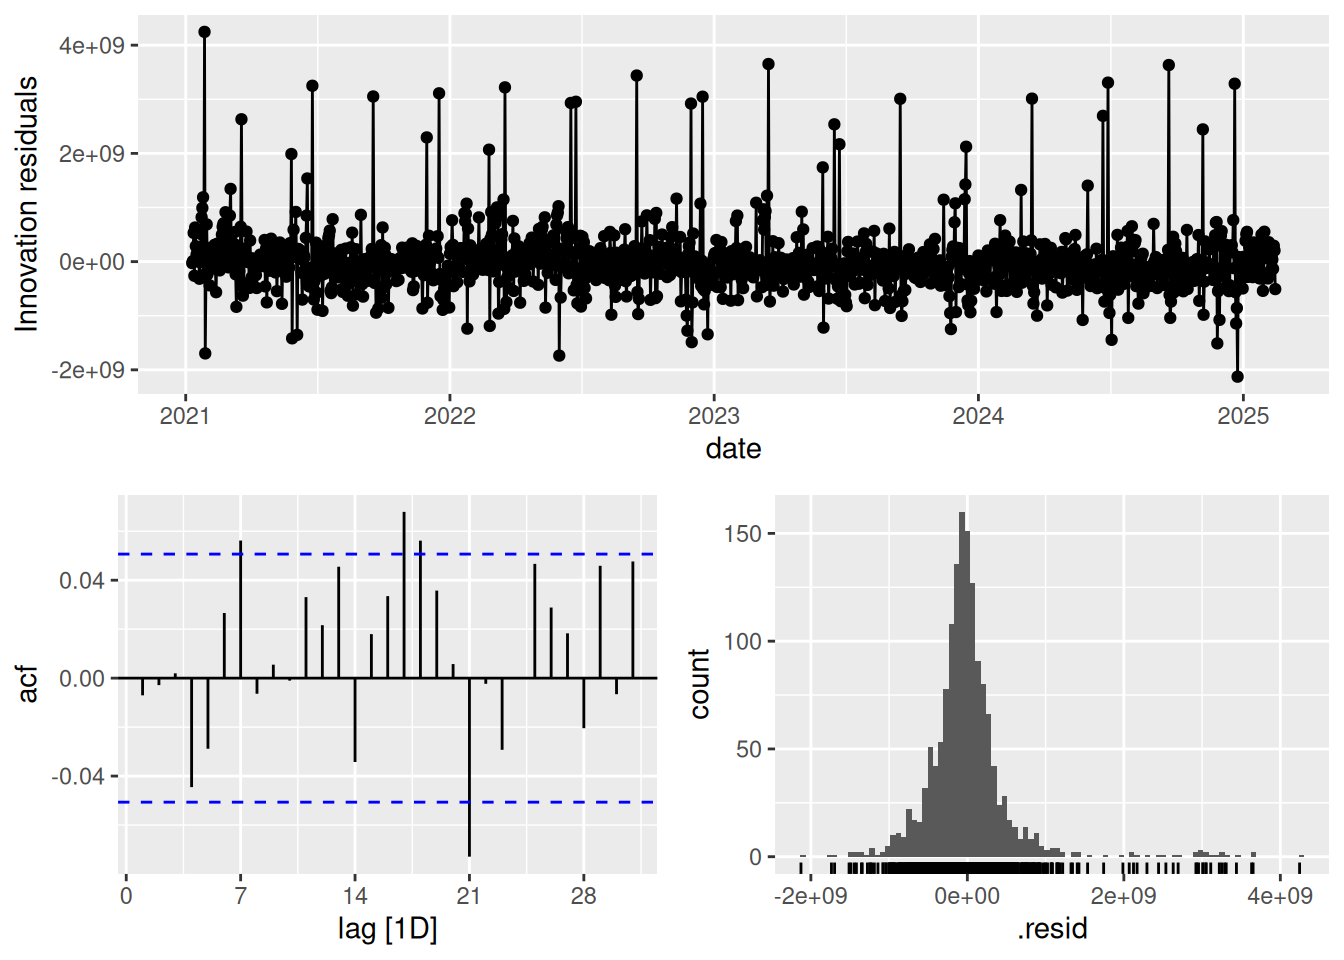 Innovation residuals
4e+09
2e+09
0e+00
-2e+09
2021 2022 2023 2024 2025
date
acf
0.04
0.00
-0.04
0 7 14 21 28
lag [1D]
count
150
100
50
0
-2e+09 0e+00 2e+09 4e+09
.resid